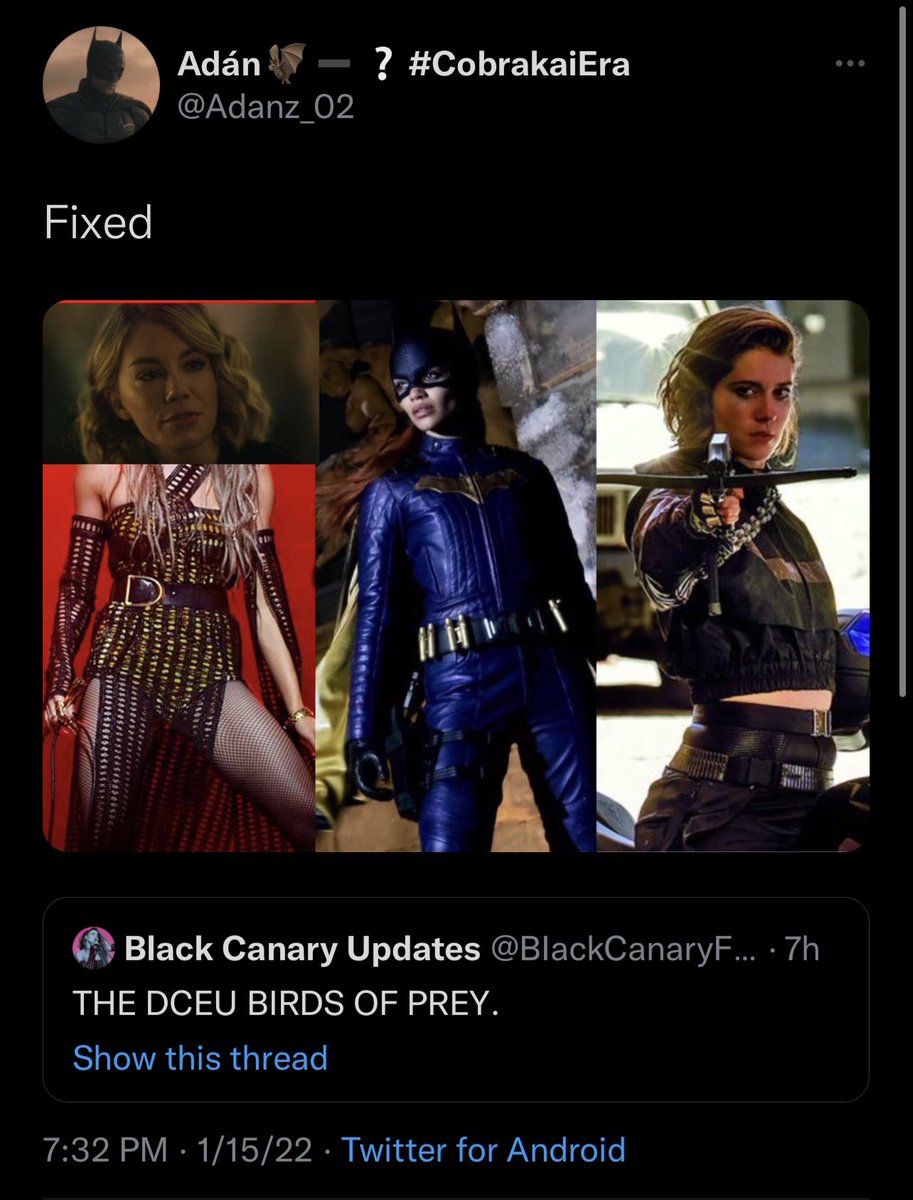 Adán🦇 ➖ ❔ #CobrakaiEra
@Adanz_02
Fixed
D
Black Canary Updates @BlackCanaryF... · 7h
THE DCEU BIRDS OF PREY.
Show this thread
7:32 PM · 1/15/22 · Twitter for Android